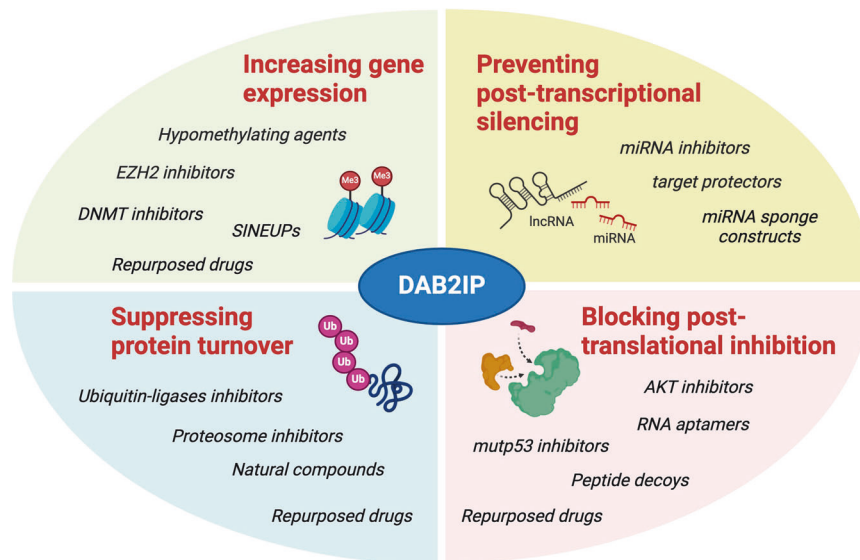 Increasing gene
expression
Hypomethylating agents
EZH2 inhibitors
DNMT inhibitors
SINEUPs
Repurposed drugs
Me3
Me3
Preventing
post-transcriptional
silencing
miRNA inhibitors
target protectors
miRNA sponge
constructs
lncRNA
miRNA
DAB2IP
Suppressing
protein turnover
Ub
Ub
Ub
Ub
Ubiquitin-ligases inhibitors
Proteosome inhibitors
Natural compounds
Repurposed drugs
Blocking post-
translational inhibition
AKT inhibitors
RNA aptamers
mutp53 inhibitors
Peptide decoys
Repurposed drugs